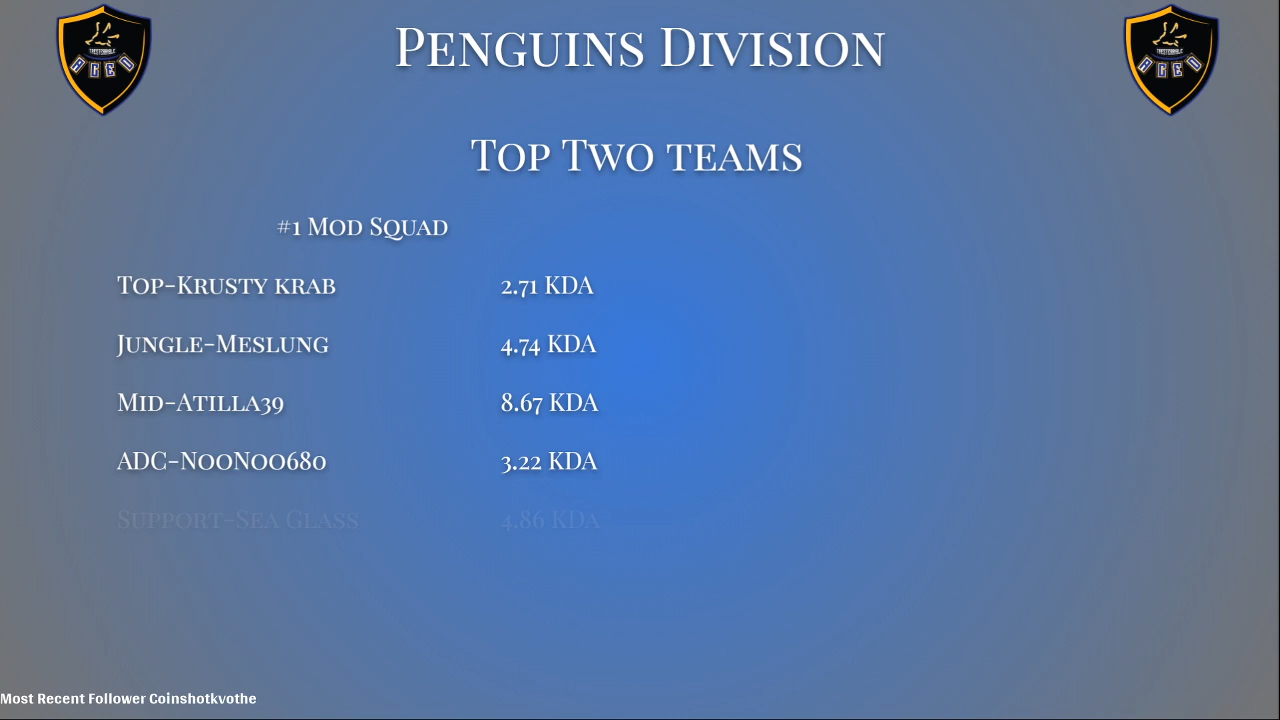 Penguins Division
Top Two teams
#1 Mod Squad
Top-Krusty krab 2.71 KDA
Jungle-Meslung 4.74 KDA
Mid-Atilla39 8.67 KDA
ADC-NooNoo680 3.22 KDA
Support-Sea Glass 4.86 KDA
Most Recent Follower Coinshotkvothe